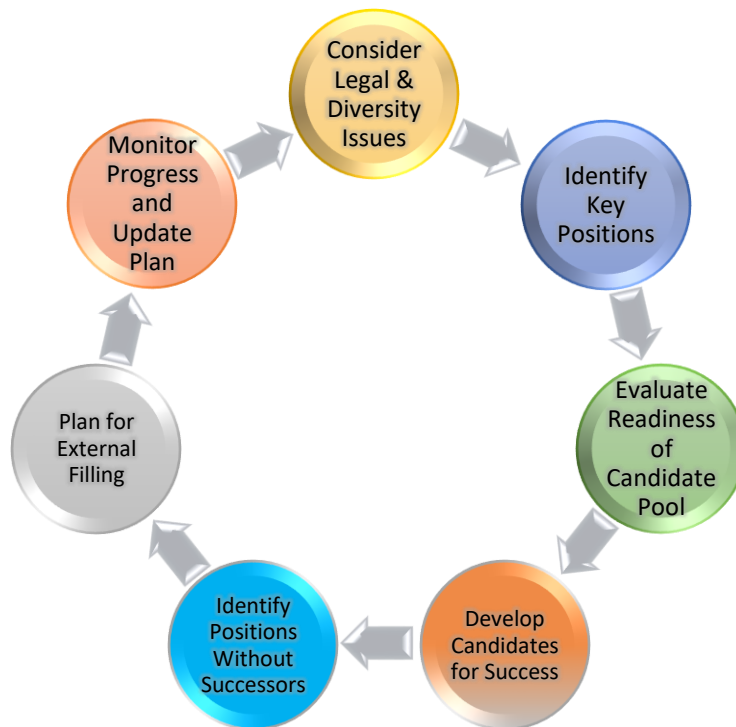 Consider
Legal &
Diversity
Issues
Identify
Key
Positions
Evaluate
Readiness
of
Candidate
Pool
Develop
Candidates
for Success
Identify
Positions
Without
Successors
Plan for
External
Filling
Monitor
Progress
and
Update
Plan